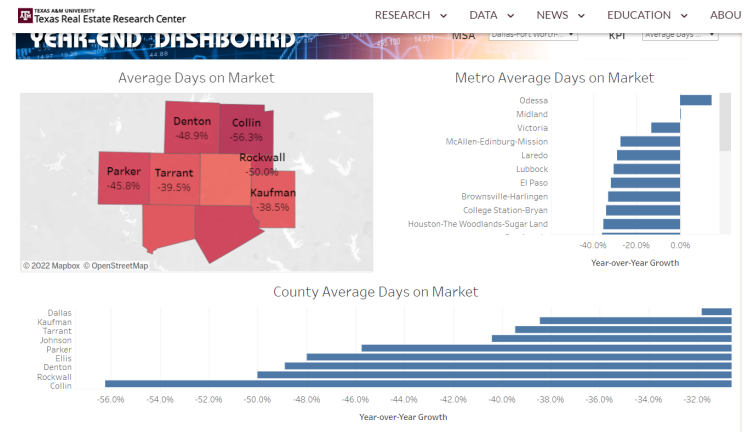 TEXAS A&M UNIVERSITY
Texas Real Estate Research Center
RESEARCH DATA NEWS EDUCATION ABOU
YEAR-END DASHBOARD
MSA Dallas-Fort Worth-... KPI Average Days ...
Average Days on Market
Denton
-48.9%
Collin
-56.3%
Rockwall
-50.0%
Parker
-45.8%
Tarrant
-39.5%
Kaufman
-38.5%
© 2022 Mapbox © OpenStreetMap
Metro Average Days on Market
Odessa
Midland
Victoria
McAllen-Edinburg-Mission
Laredo
Lubbock
El Paso
Brownsville-Harlingen
College Station-Bryan
Houston-The Woodlands-Sugar Land
-40.0% -20.0% 0.0%
Year-over-Year Growth
County Average Days on Market
Dallas
Kaufman
Tarrant
Johnson
Parker
Ellis
Denton
Rockwall
Collin
-56.0% -54.0% -52.0% -50.0% -48.0% -46.0% -44.0% -42.0% -40.0% -38.0% -36.0% -34.0% -32.0%
Year-over-Year Growth